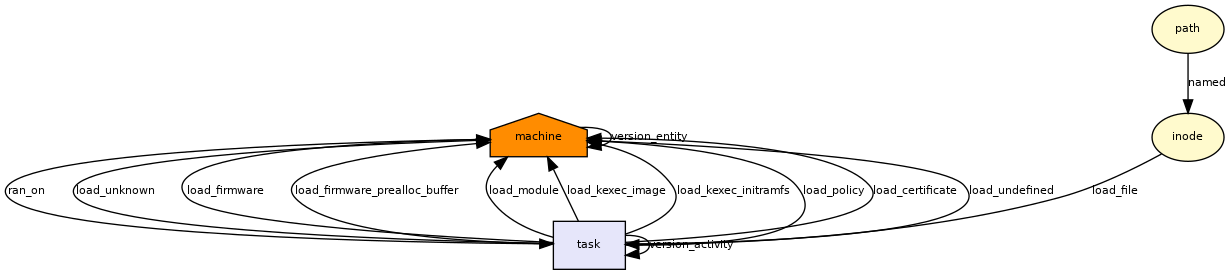 path
named
machine
version_entity
inode
ran_on
load_unknown
load_firmware
load_firmware_prealloc_buffer
load_module
load_kexec_image
load_kexec_initramfs
load_policy
load_certificate
load_undefined
load_file
task
version_activity